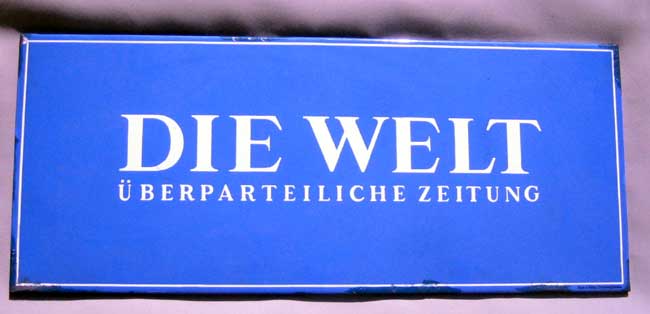 DIE WELT
ÜBERPARTEILICHE ZEITUNG